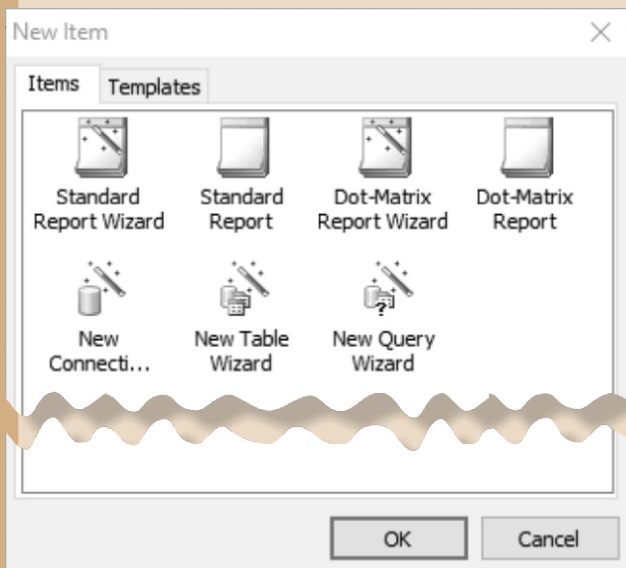 New Item
Items Templates
Standard Standard Dot-Matrix Dot-Matrix
Report Wizard Report Report Wizard Report
New New Table New Query
Connecti... Wizard Wizard
OK Cancel